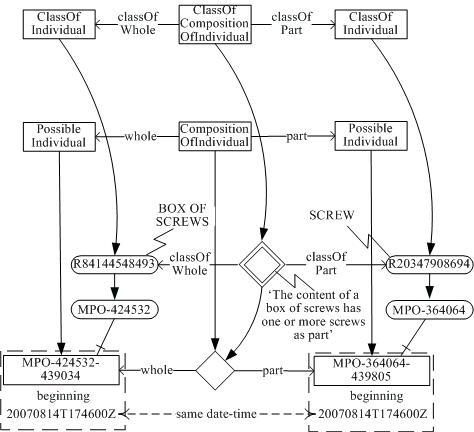 ClassOf
Individual
classOf
Whole
ClassOf
Composition
OfIndividual
classOf
Part
ClassOf
Individual
Possible
Individual
whole
Composition
OfIndividual
part
Possible
Individual
BOX OF
SCREWS
SCREW
R84144548493
classOf
Whole
classOf
Part
R20347908694
MPO-424532
'The content of a
box of screws has
one or more screws
as part'
MPO-364064
MPO-424532-
439034
whole
part
MPO-364064-
439805
beginning
20070814T174600Z
same date-time
beginning
20070814T174600Z